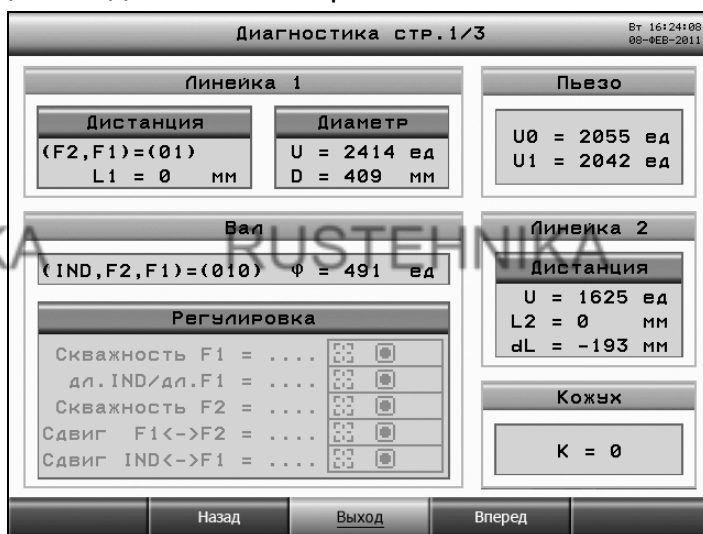 Диагностика стр.1/3
Вт 16:24:08
08-ФЕВ-2011
Линейка 1
Дистанция
(F2,F1)=(01)
L1 = 0 мм
Диаметр
U = 2414 ед
D = 409 мм
Пьезо
U0 = 2055 ед
U1 = 2042 ед
Вал
(IND,F2,F1)=(010) φ = 491 ед
Регулировка
Скважность F1 = ....
дл.IND/дл.F1 = ....
Скважность F2 = ....
Сдвиг F1<->F2 = ....
Сдвиг IND<->F1 = ....
Линейка 2
Дистанция
U = 1625 ед
L2 = 0 мм
dL = -193 мм
Кожух
K = 0
RUSTEHNIKA
KA
Назад Выход Вперед